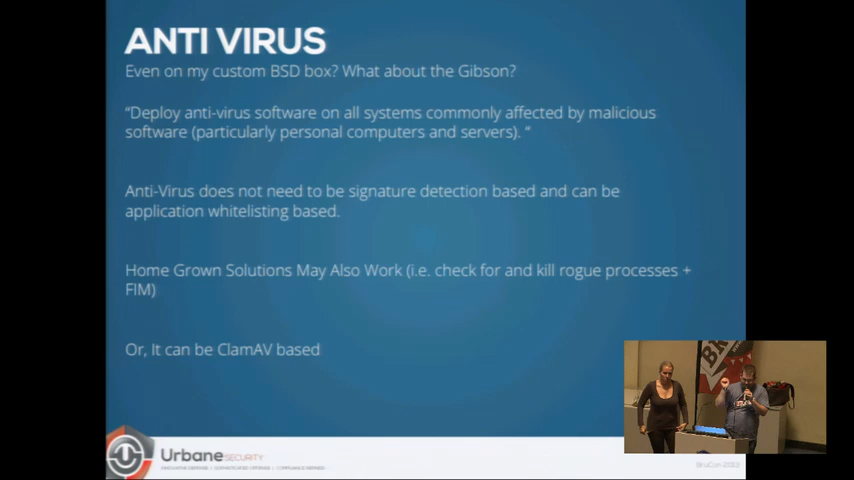 ANTI VIRUS
Even on my custom BSD box? What about the Gibson?
“Deploy anti-virus software on all systems commonly affected by malicious
software (particularly personal computers and servers). “
Anti-Virus does not need to be signature detection based and can be
application whitelisting based.
Home Grown Solutions May Also Work (i.e. check for and kill rogue processes +
FIM)
Or, It can be ClamAV based
Urbane SECURITY